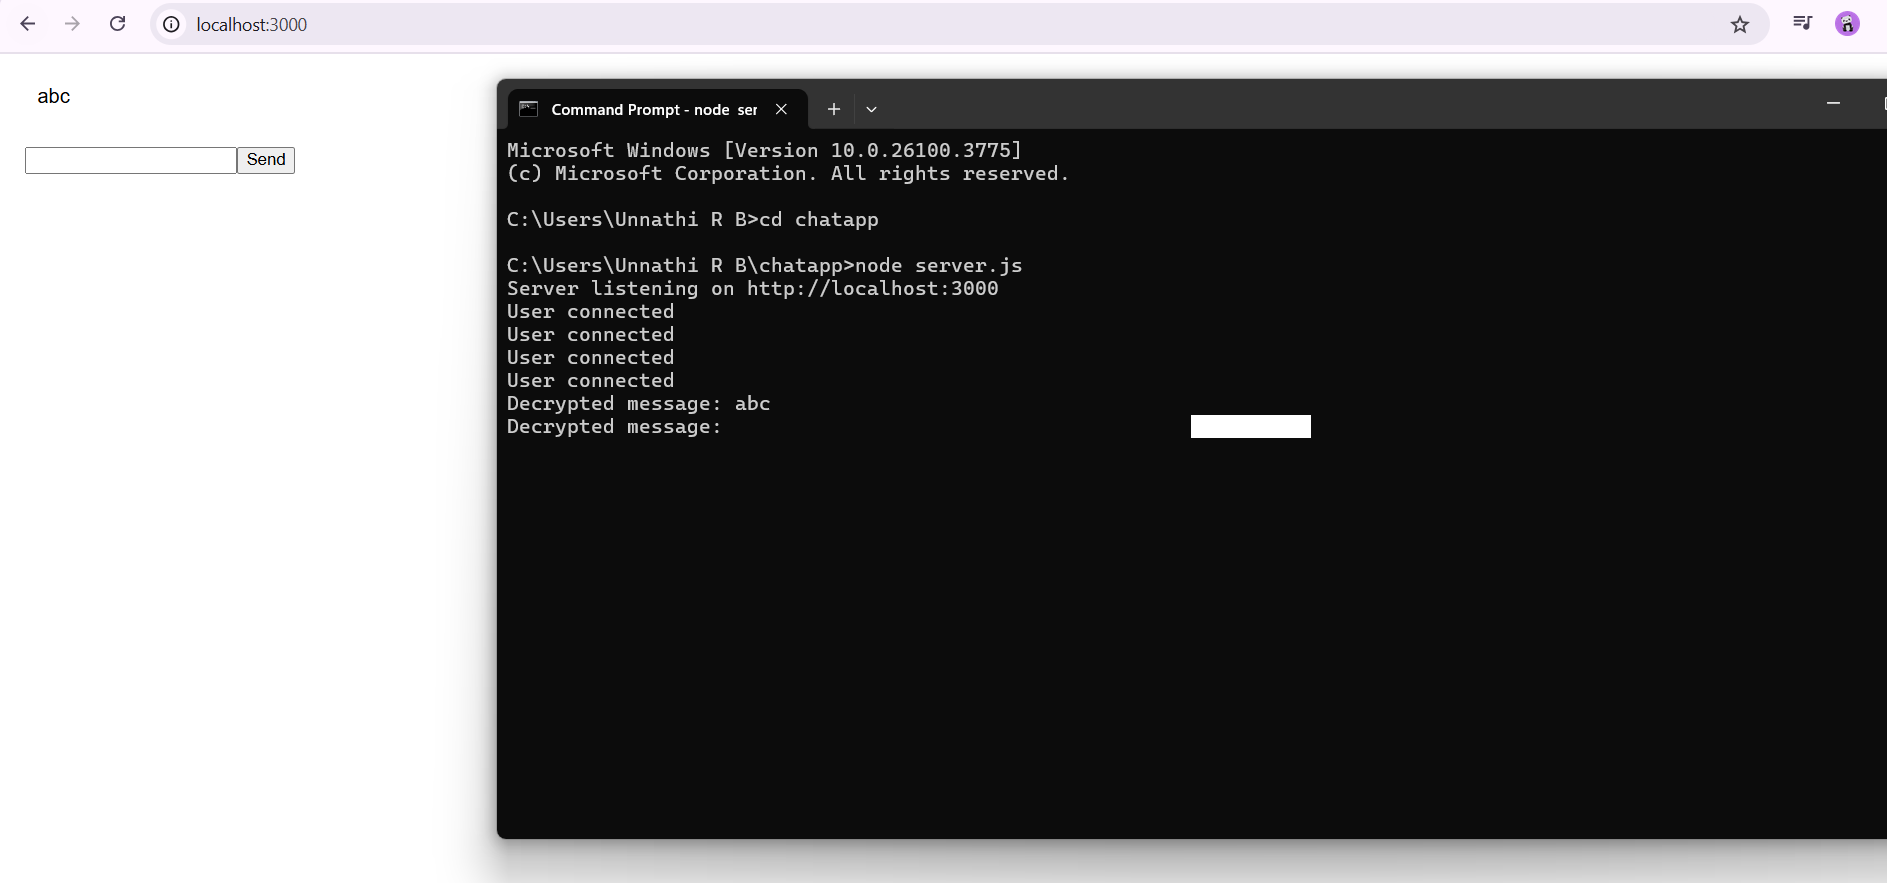 localhost:3000
abc
Send
Command Prompt - node  ser
Microsoft Windows [Version 10.0.26100.3775]
(c) Microsoft Corporation. All rights reserved.
C:\Users\Unnathi R B>cd chatapp
C:\Users\Unnathi R B\chatapp>node server.js
Server listening on http://localhost:3000
User connected
User connected
User connected
User connected
Decrypted message: abc
Decrypted message: